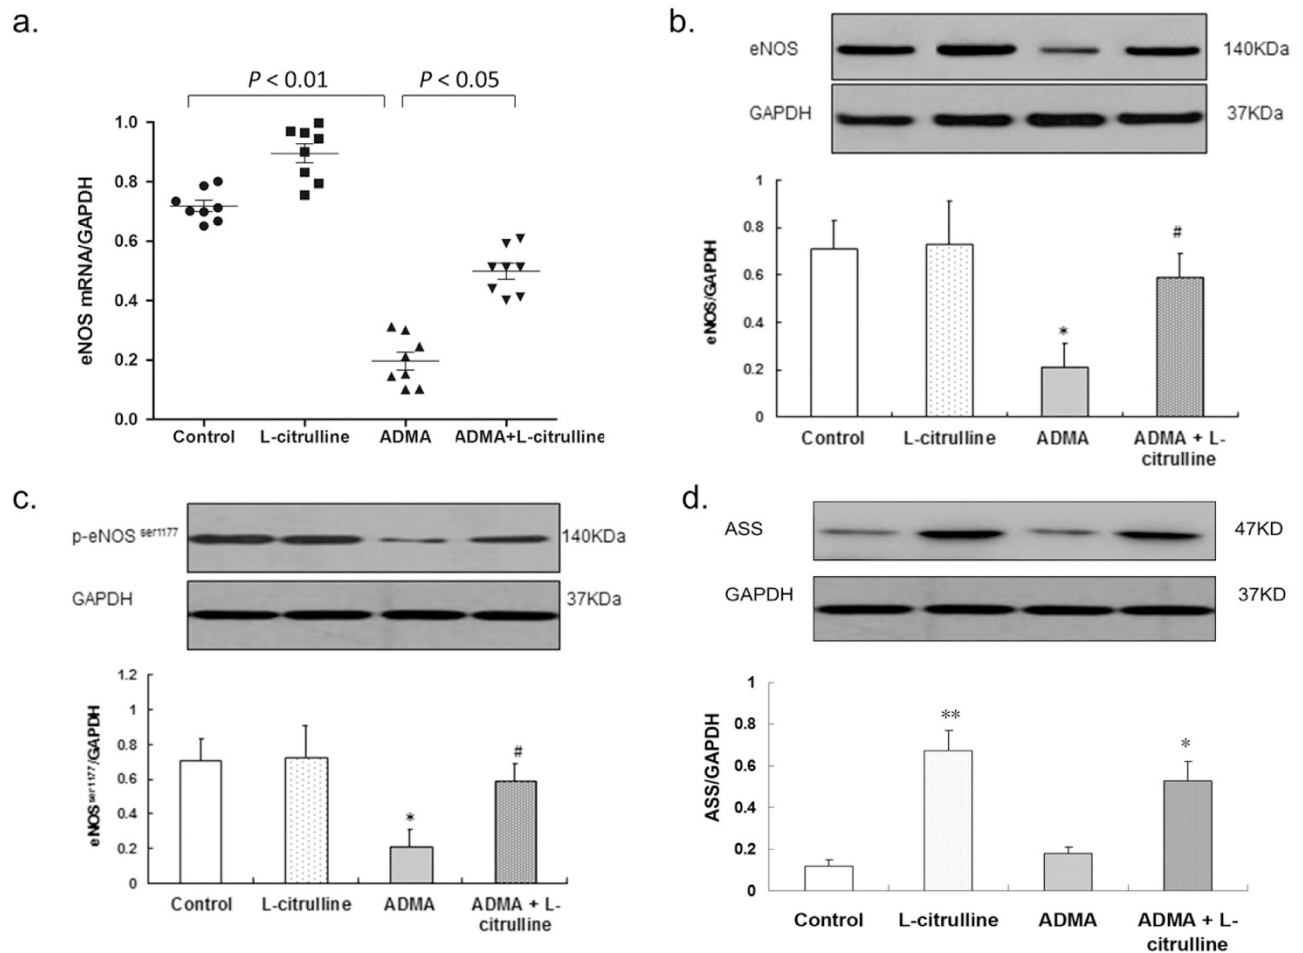 a.
P < 0.01
P < 0.05
eNOS mRNA/GAPDH
1.0
0.8
0.6
0.4
0.2
0.0
Control
L-citrulline
ADMA
ADMA+L-citrulline
b.
eNOS
140KDa
GAPDH
37KDa
eNOS/GAPDH
1
0.8
0.6
0.4
0.2
0
*
#
Control
L-citrulline
ADMA
ADMA + L-
citrulline
c.
p-eNOS ser1177
140KDa
GAPDH
37KDa
eNOSser1177/GAPDH
1.2
1
0.8
0.6
0.4
0.2
0
*
#
Control
L-citrulline
ADMA
ADMA + L-
citrulline
d.
ASS
47KD
GAPDH
37KD
ASS/GAPDH
1
0.8
0.6
0.4
0.2
0
**
*
Control
L-citrulline
ADMA
ADMA + L-
citrulline